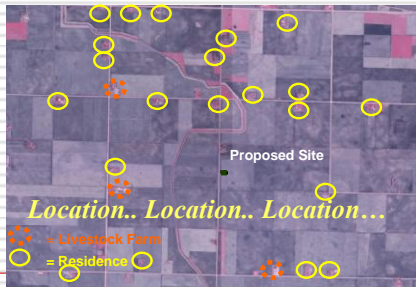 Proposed Site
Location.. Location.. Location…
= Livestock Farm
= Residence